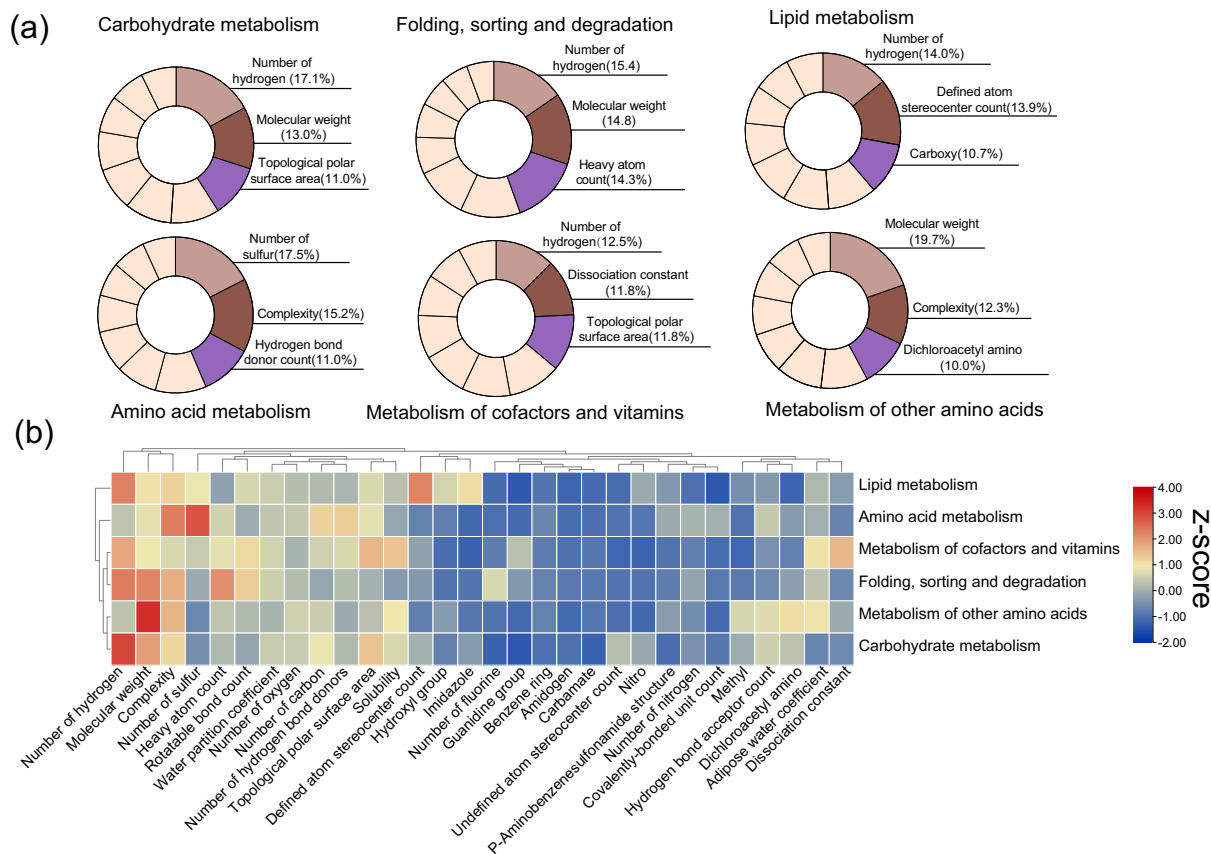 (a)
Carbohydrate metabolism
Number of
hydrogen (17.1%)
Molecular weight
(13.0%)
Topological polar
surface area(11.0%)
Folding, sorting and degradation
Number of
hydrogen(15.4)
Molecular weight
(14.8)
Heavy atom
count(14.3%)
Lipid metabolism
Number of
hydrogen(14.0%)
Defined atom
stereocenter count(13.9%)
Carboxy(10.7%)
Number of
sulfur(17.5%)
Complexity(15.2%)
Hydrogen bond
donor count(11.0%)
Amino acid metabolism
Number of
hydrogen(12.5%)
Dissociation constant
(11.8%)
Topological polar
surface area(11.8%)
Metabolism of cofactors and vitamins
Molecular weight
(19.7%)
Complexity(12.3%)
Dichloroacetyl amino
(10.0%)
Metabolism of other amino acids
(b)
Lipid metabolism
Amino acid metabolism
Metabolism of cofactors and vitamins
Folding, sorting and degradation
Metabolism of other amino acids
Carbohydrate metabolism
4.00
3.00
2.00
1.00
0.00
-1.00
-2.00
z-score
Number of hydrogen
Molecular weight
Complexity
Number of sulfur
Heavy atom count
Rotatable bond count
Water partition coefficient
Number of oxygen
Number of carbon
Number of hydrogen bond donors
Topological polar surface area
Solubility
Defined atom stereocenter count
Hydroxyl group
Imidazole
Number of fluorine
Guanidine group
Benzene ring
Amidogen
Carbamate
Undefined atom stereocenter count
Nitro
P-Aminobenzenesulfonamide structure
Number of nitrogen
Covalently-bonded unit count
Methyl
Hydrogen bond acceptor count
Dichloroacetyl amino
Adipose water coefficient
Dissociation constant